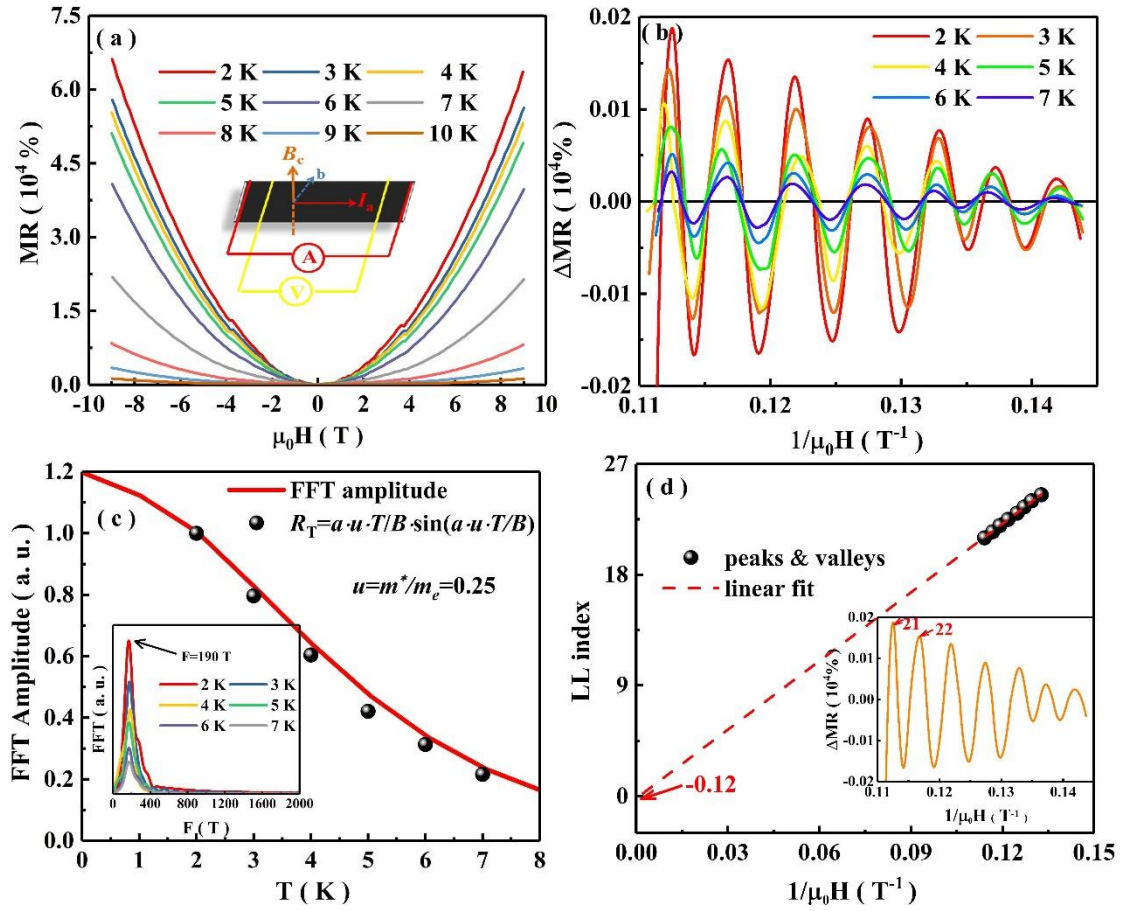 ( a )
7.5
6.0
4.5
3.0
1.5
0.0
MR ( 10⁴ % )
2 K 3 K 4 K
5 K 6 K 7 K
8 K 9 K 10 K
Bc
b
Ia
A
V
-10 -8 -6 -4 -2 0 2 4 6 8 10
μ₀H ( T )
( b )
0.02
0.01
0.00
-0.01
-0.02
ΔMR ( 10⁴% )
2 K 3 K
4 K 5 K
6 K 7 K
0.11 0.12 0.13 0.14
1/μ₀H ( T⁻¹ )
( c )
1.2
1.0
0.8
0.6
0.4
0.2
0.0
FFT Amplitude ( a. u. )
FFT amplitude
R_T=a·u·T/B·sin(a·u·T/B)
u=m*/mₑ=0.25
F=190 T
2 K 3 K
4 K 5 K
6 K 7 K
FFT ( a. u. )
0 400 800 1200 1600 2000
F ( T )
0 1 2 3 4 5 6 7 8
T ( K )
( d )
27
18
9
0
LL index
peaks & valleys
linear fit
-0.12
0.02
0.01
0.00
-0.01
-0.02
ΔMR ( 10⁴% )
21
22
0.11 0.12 0.13 0.14
1/μ₀H ( T⁻¹ )
0.00 0.03 0.06 0.09 0.12 0.15
1/μ₀H ( T⁻¹ )